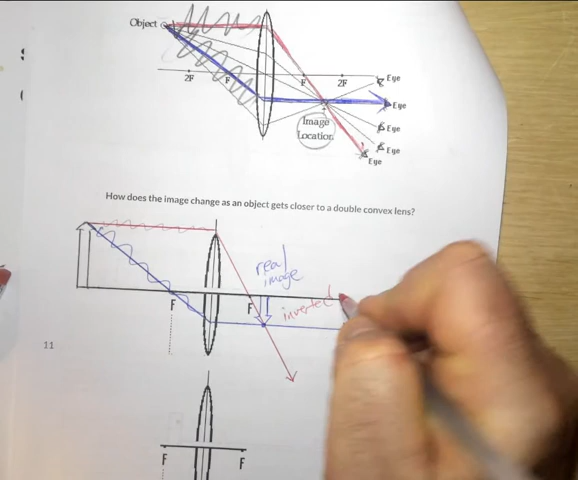 Object
2F
F
F
2F
Eye
Eye
Eye
Eye
Eye
Image
Location
How does the image change as an object gets closer to a double convex lens?
real
image
F
F
inverted
11
F
F